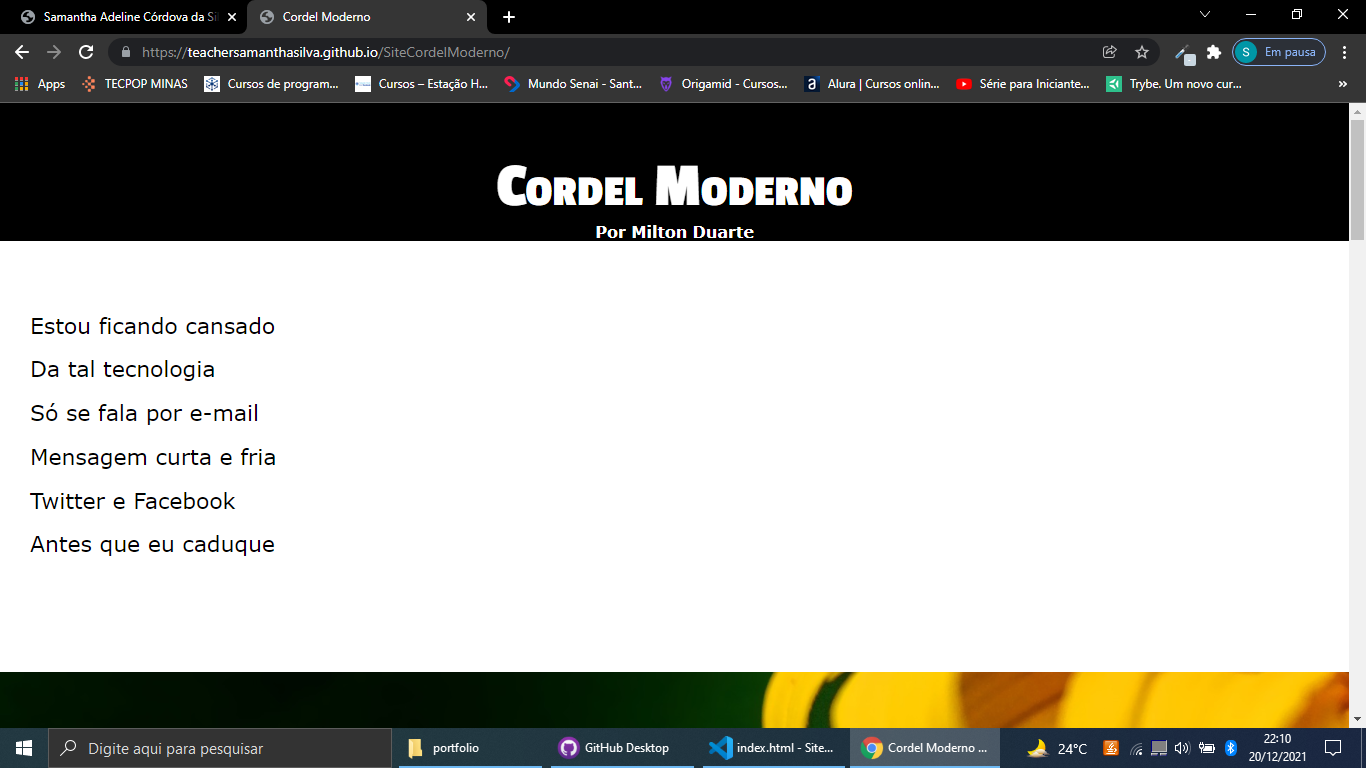 Samantha Adeline Córdova da Sil
Cordel Moderno
https://teachersamanthasilva.github.io/SiteCordelModerno/
S Em pausa
Apps TECPOP MINAS Cursos de program... Cursos – Estação H... Mundo Senai - Sant... Origamid - Cursos... Alura | Cursos onlin... Série para Iniciante... Trybe. Um novo cur... »
Cordel Moderno
Por Milton Duarte
Estou ficando cansado
Da tal tecnologia
Só se fala por e-mail
Mensagem curta e fria
Twitter e Facebook
Antes que eu caduque
Digite aqui para pesquisar
portfolio
GitHub Desktop
index.html - Site...
Cordel Moderno ...
24°C
22:10
20/12/2021